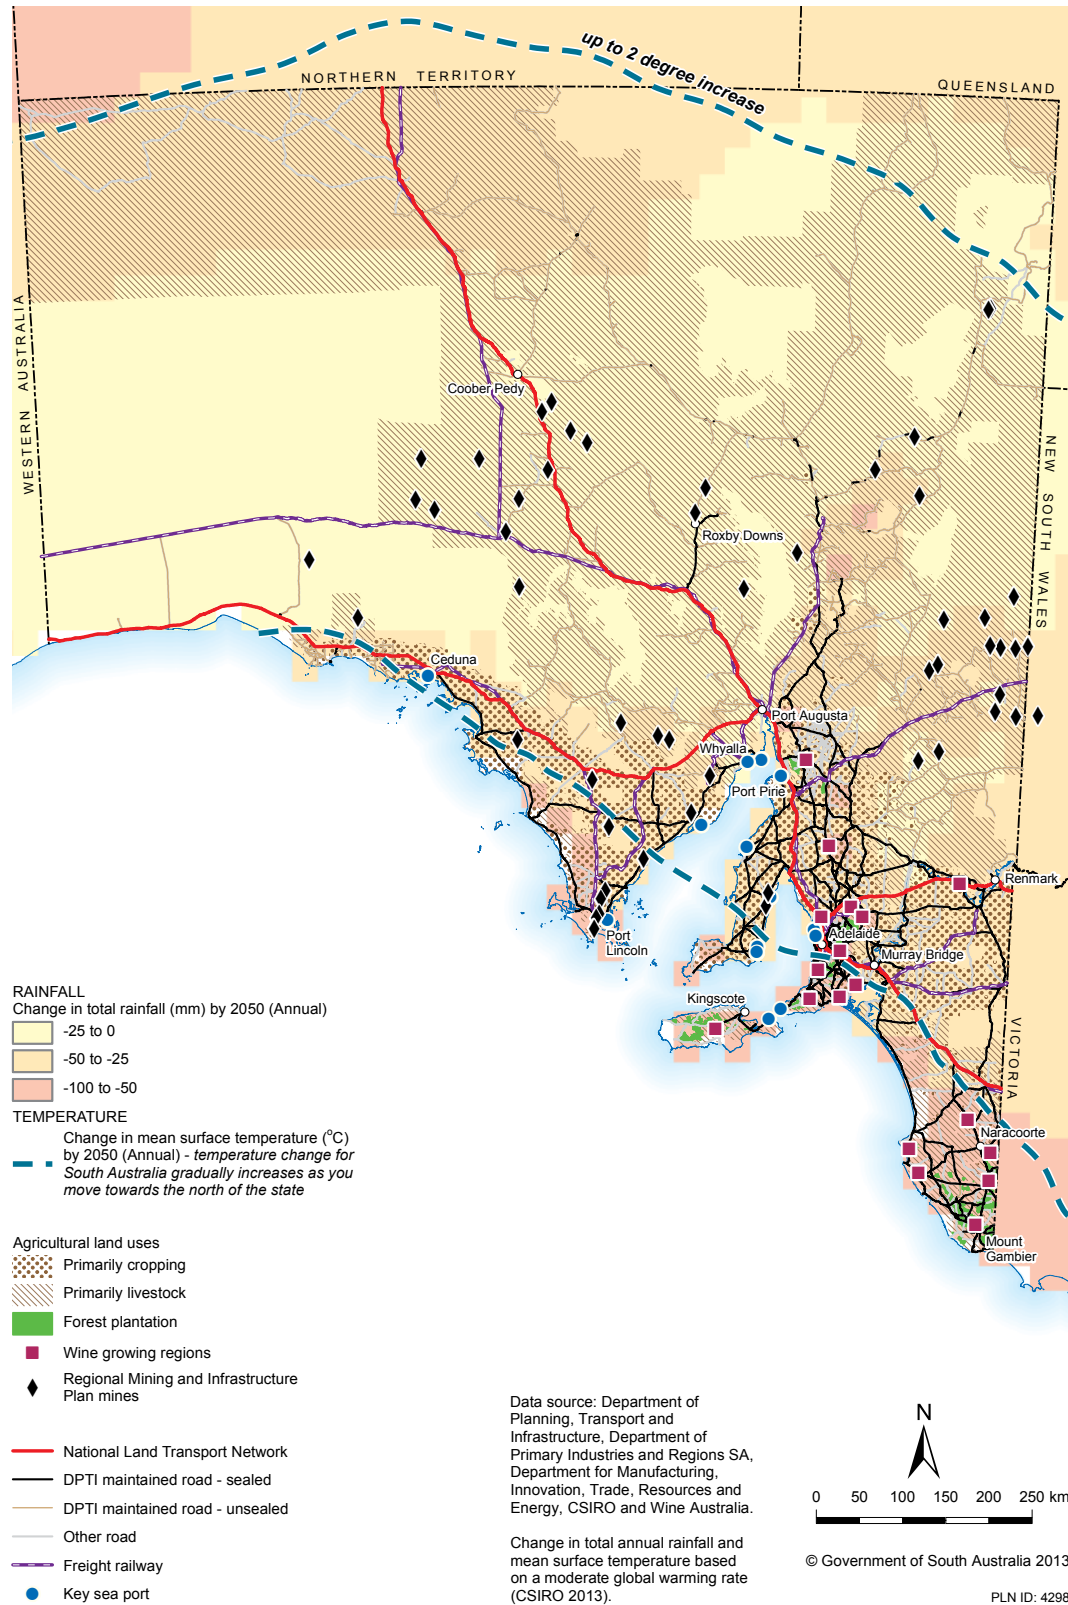 up to 2 degree increase
NORTHERN TERRITORY
QUEENSLAND
WESTERN AUSTRALIA
Coober Pedy
NEW SOUTH WALES
Roxby Downs
Ceduna
Port Augusta
Whyalla
Port Pirie
Renmark
Adelaide
Port
Lincoln
Murray Bridge
Kingscote
VICTORIA
Naracoorte
Mount
Gambier
RAINFALL
Change in total rainfall (mm) by 2050 (Annual)
-25 to 0
-50 to -25
-100 to -50
TEMPERATURE
Change in mean surface temperature (°C)
by 2050 (Annual) - temperature change for
South Australia gradually increases as you
move towards the north of the state
Agricultural land uses
Primarily cropping
Primarily livestock
Forest plantation
Wine growing regions
Regional Mining and Infrastructure
Plan mines
National Land Transport Network
DPTI maintained road - sealed
DPTI maintained road - unsealed
Other road
Freight railway
Key sea port
Data source: Department of
Planning, Transport and
Infrastructure, Department of
Primary Industries and Regions SA,
Department for Manufacturing,
Innovation, Trade, Resources and
Energy, CSIRO and Wine Australia.
Change in total annual rainfall and
mean surface temperature based
on a moderate global warming rate
(CSIRO 2013).
N
0 50 100 150 200 250 km
© Government of South Australia 2013
PLN ID: 4298